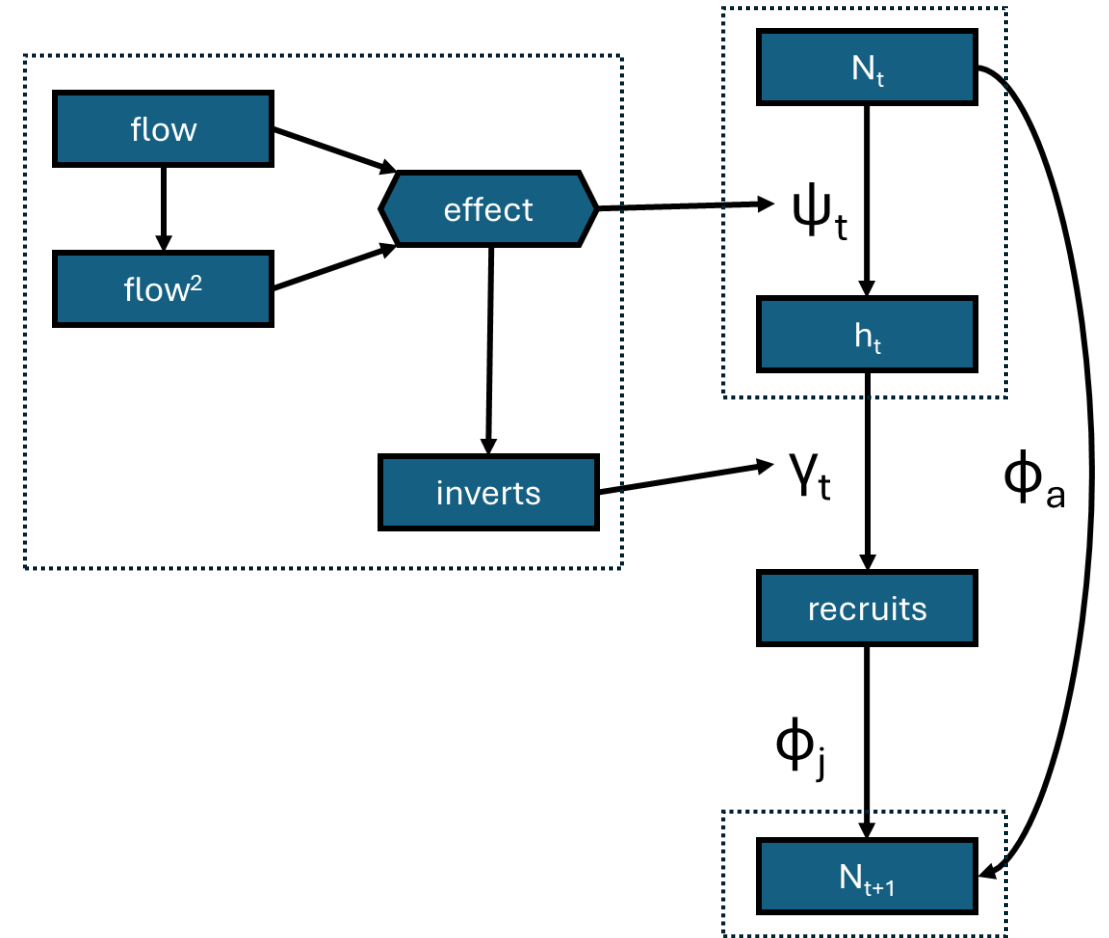 flow
flow²
effect
inverts
Nₜ
ψₜ
hₜ
γₜ
ϕₐ
recruits
ϕⱼ
Nₜ₊₁